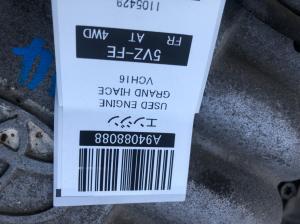 A94088088
エンジン
USED ENGINE
GRAND HIACE
VCH16
5VZ-FE
FR AT 4WD
1105429